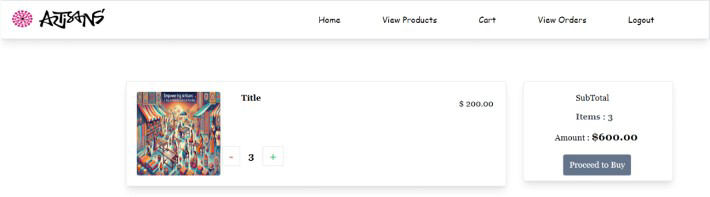 Artisans'
Home View Products Cart View Orders Logout
Title
$ 200.00
- 3 +
SubTotal
Items : 3
Amount : $600.00
Proceed to Buy